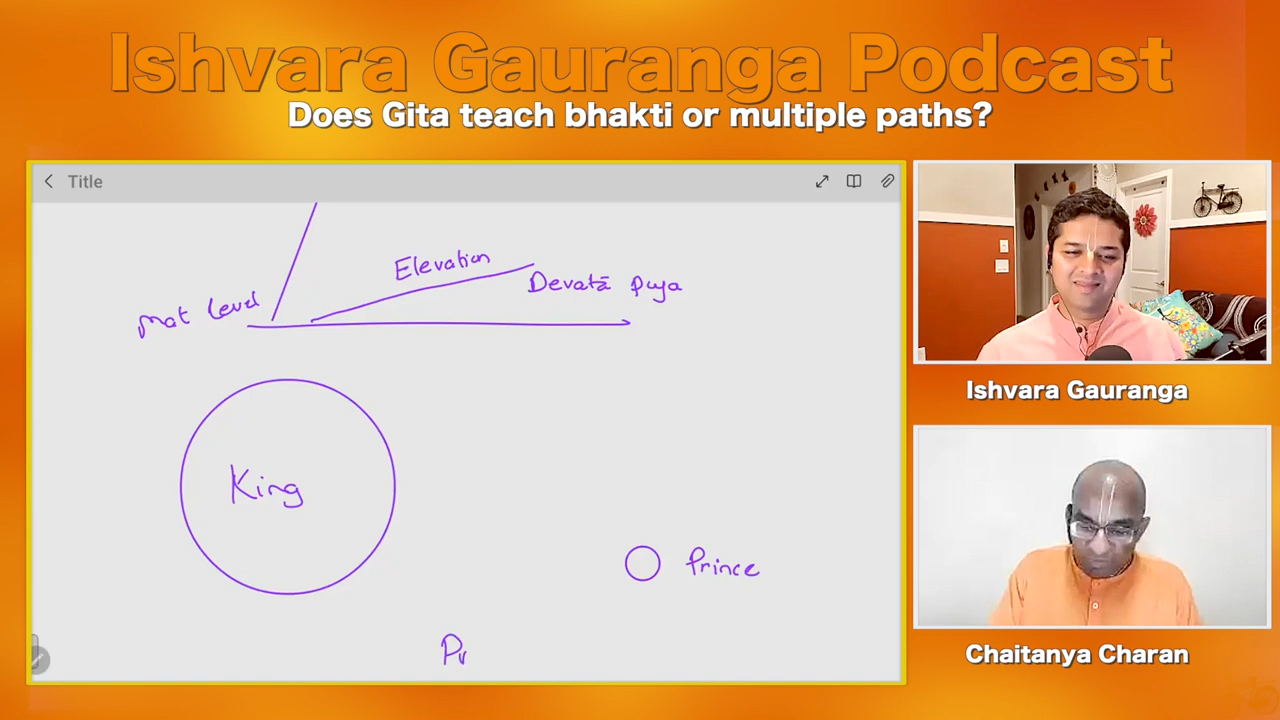 Ishvara Gauranga Podcast
Does Gita teach bhakti or multiple paths?
Title
Elevation
Devatā puja
mat level
King
Prince
Pr
Ishvara Gauranga
Chaitanya Charan